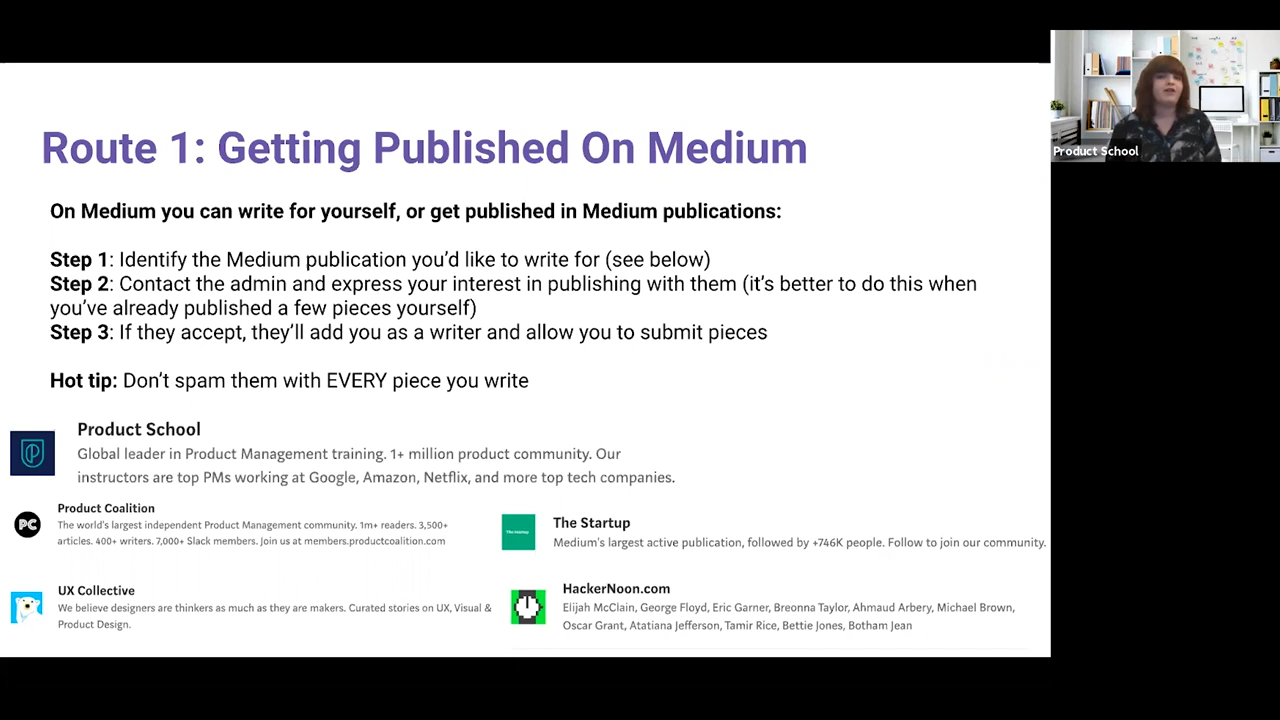 Route 1: Getting Published On Medium
On Medium you can write for yourself, or get published in Medium publications:
Step 1: Identify the Medium publication you’d like to write for (see below)
Step 2: Contact the admin and express your interest in publishing with them (it’s better to do this when
you’ve already published a few pieces yourself)
Step 3: If they accept, they’ll add you as a writer and allow you to submit pieces
Hot tip: Don’t spam them with EVERY piece you write
Product School
Global leader in Product Management training. 1+ million product community. Our
instructors are top PMs working at Google, Amazon, Netflix, and more top tech companies.
PC
Product Coalition
The world's largest independent Product Management community. 1m+ readers. 3,500+
articles. 400+ writers. 7,000+ Slack members. Join us at members.productcoalition.com
The Startup
The Startup
Medium's largest active publication, followed by +746K people. Follow to join our community.
UX Collective
We believe designers are thinkers as much as they are makers. Curated stories on UX, Visual &
Product Design.
HackerNoon.com
Elijah McClain, George Floyd, Eric Garner, Breonna Taylor, Ahmaud Arbery, Michael Brown,
Oscar Grant, Atatiana Jefferson, Tamir Rice, Bettie Jones, Botham Jean
Product School